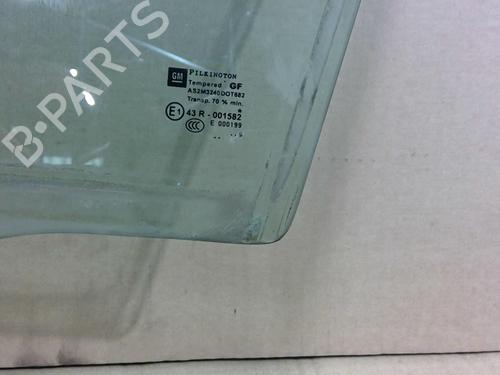 B-PARTS
GM PILKINGTON
Tempered GF
AS2M3240DOT682
Transp. 70 % min.
E1 43 R - 001582
CCC E 000199